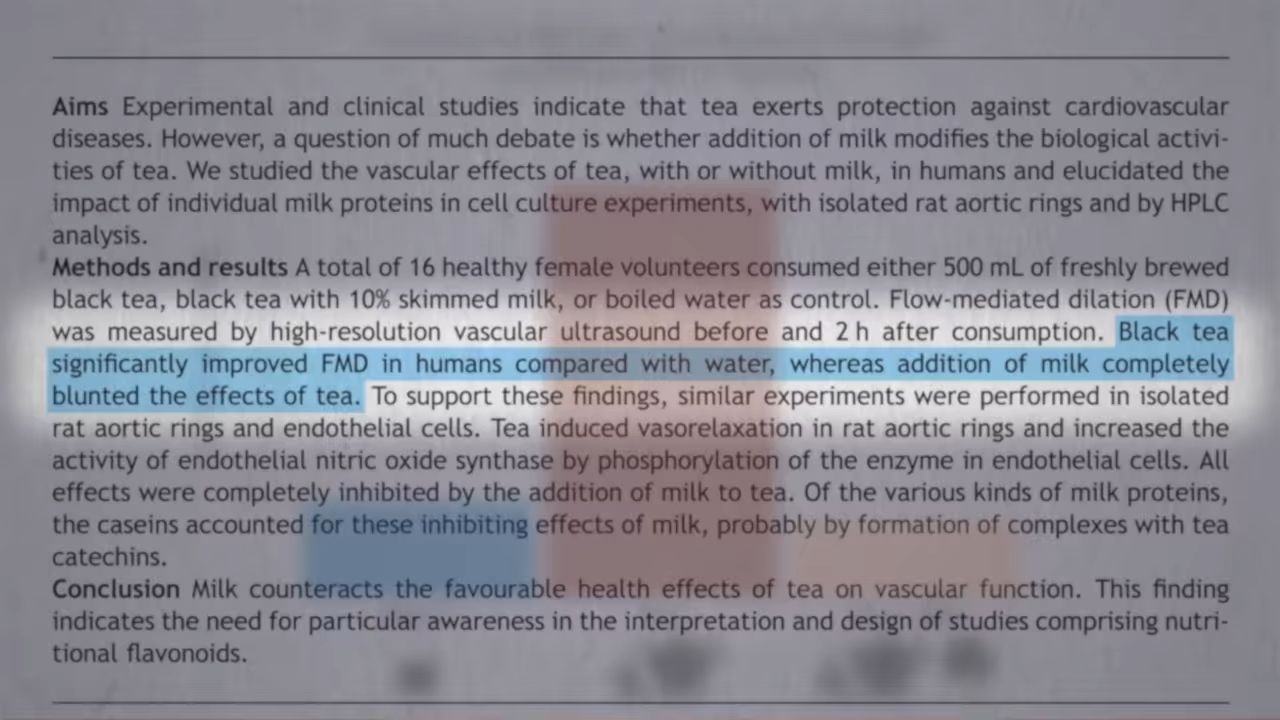 Aims Experimental and clinical studies indicate that tea exerts protection against cardiovascular
diseases. However, a question of much debate is whether addition of milk modifies the biological activi-
ties of tea. We studied the vascular effects of tea, with or without milk, in humans and elucidated the
impact of individual milk proteins in cell culture experiments, with isolated rat aortic rings and by HPLC
analysis.
Methods and results A total of 16 healthy female volunteers consumed either 500 mL of freshly brewed
black tea, black tea with 10% skimmed milk, or boiled water as control. Flow-mediated dilation (FMD)
was measured by high-resolution vascular ultrasound before and 2 h after consumption. Black tea
significantly improved FMD in humans compared with water, whereas addition of milk completely
blunted the effects of tea. To support these findings, similar experiments were performed in isolated
rat aortic rings and endothelial cells. Tea induced vasorelaxation in rat aortic rings and increased the
activity of endothelial nitric oxide synthase by phosphorylation of the enzyme in endothelial cells. All
effects were completely inhibited by the addition of milk to tea. Of the various kinds of milk proteins,
the caseins accounted for these inhibiting effects of milk, probably by formation of complexes with tea
catechins.
Conclusion Milk counteracts the favourable health effects of tea on vascular function. This finding
indicates the need for particular awareness in the interpretation and design of studies comprising nutri-
tional flavonoids.